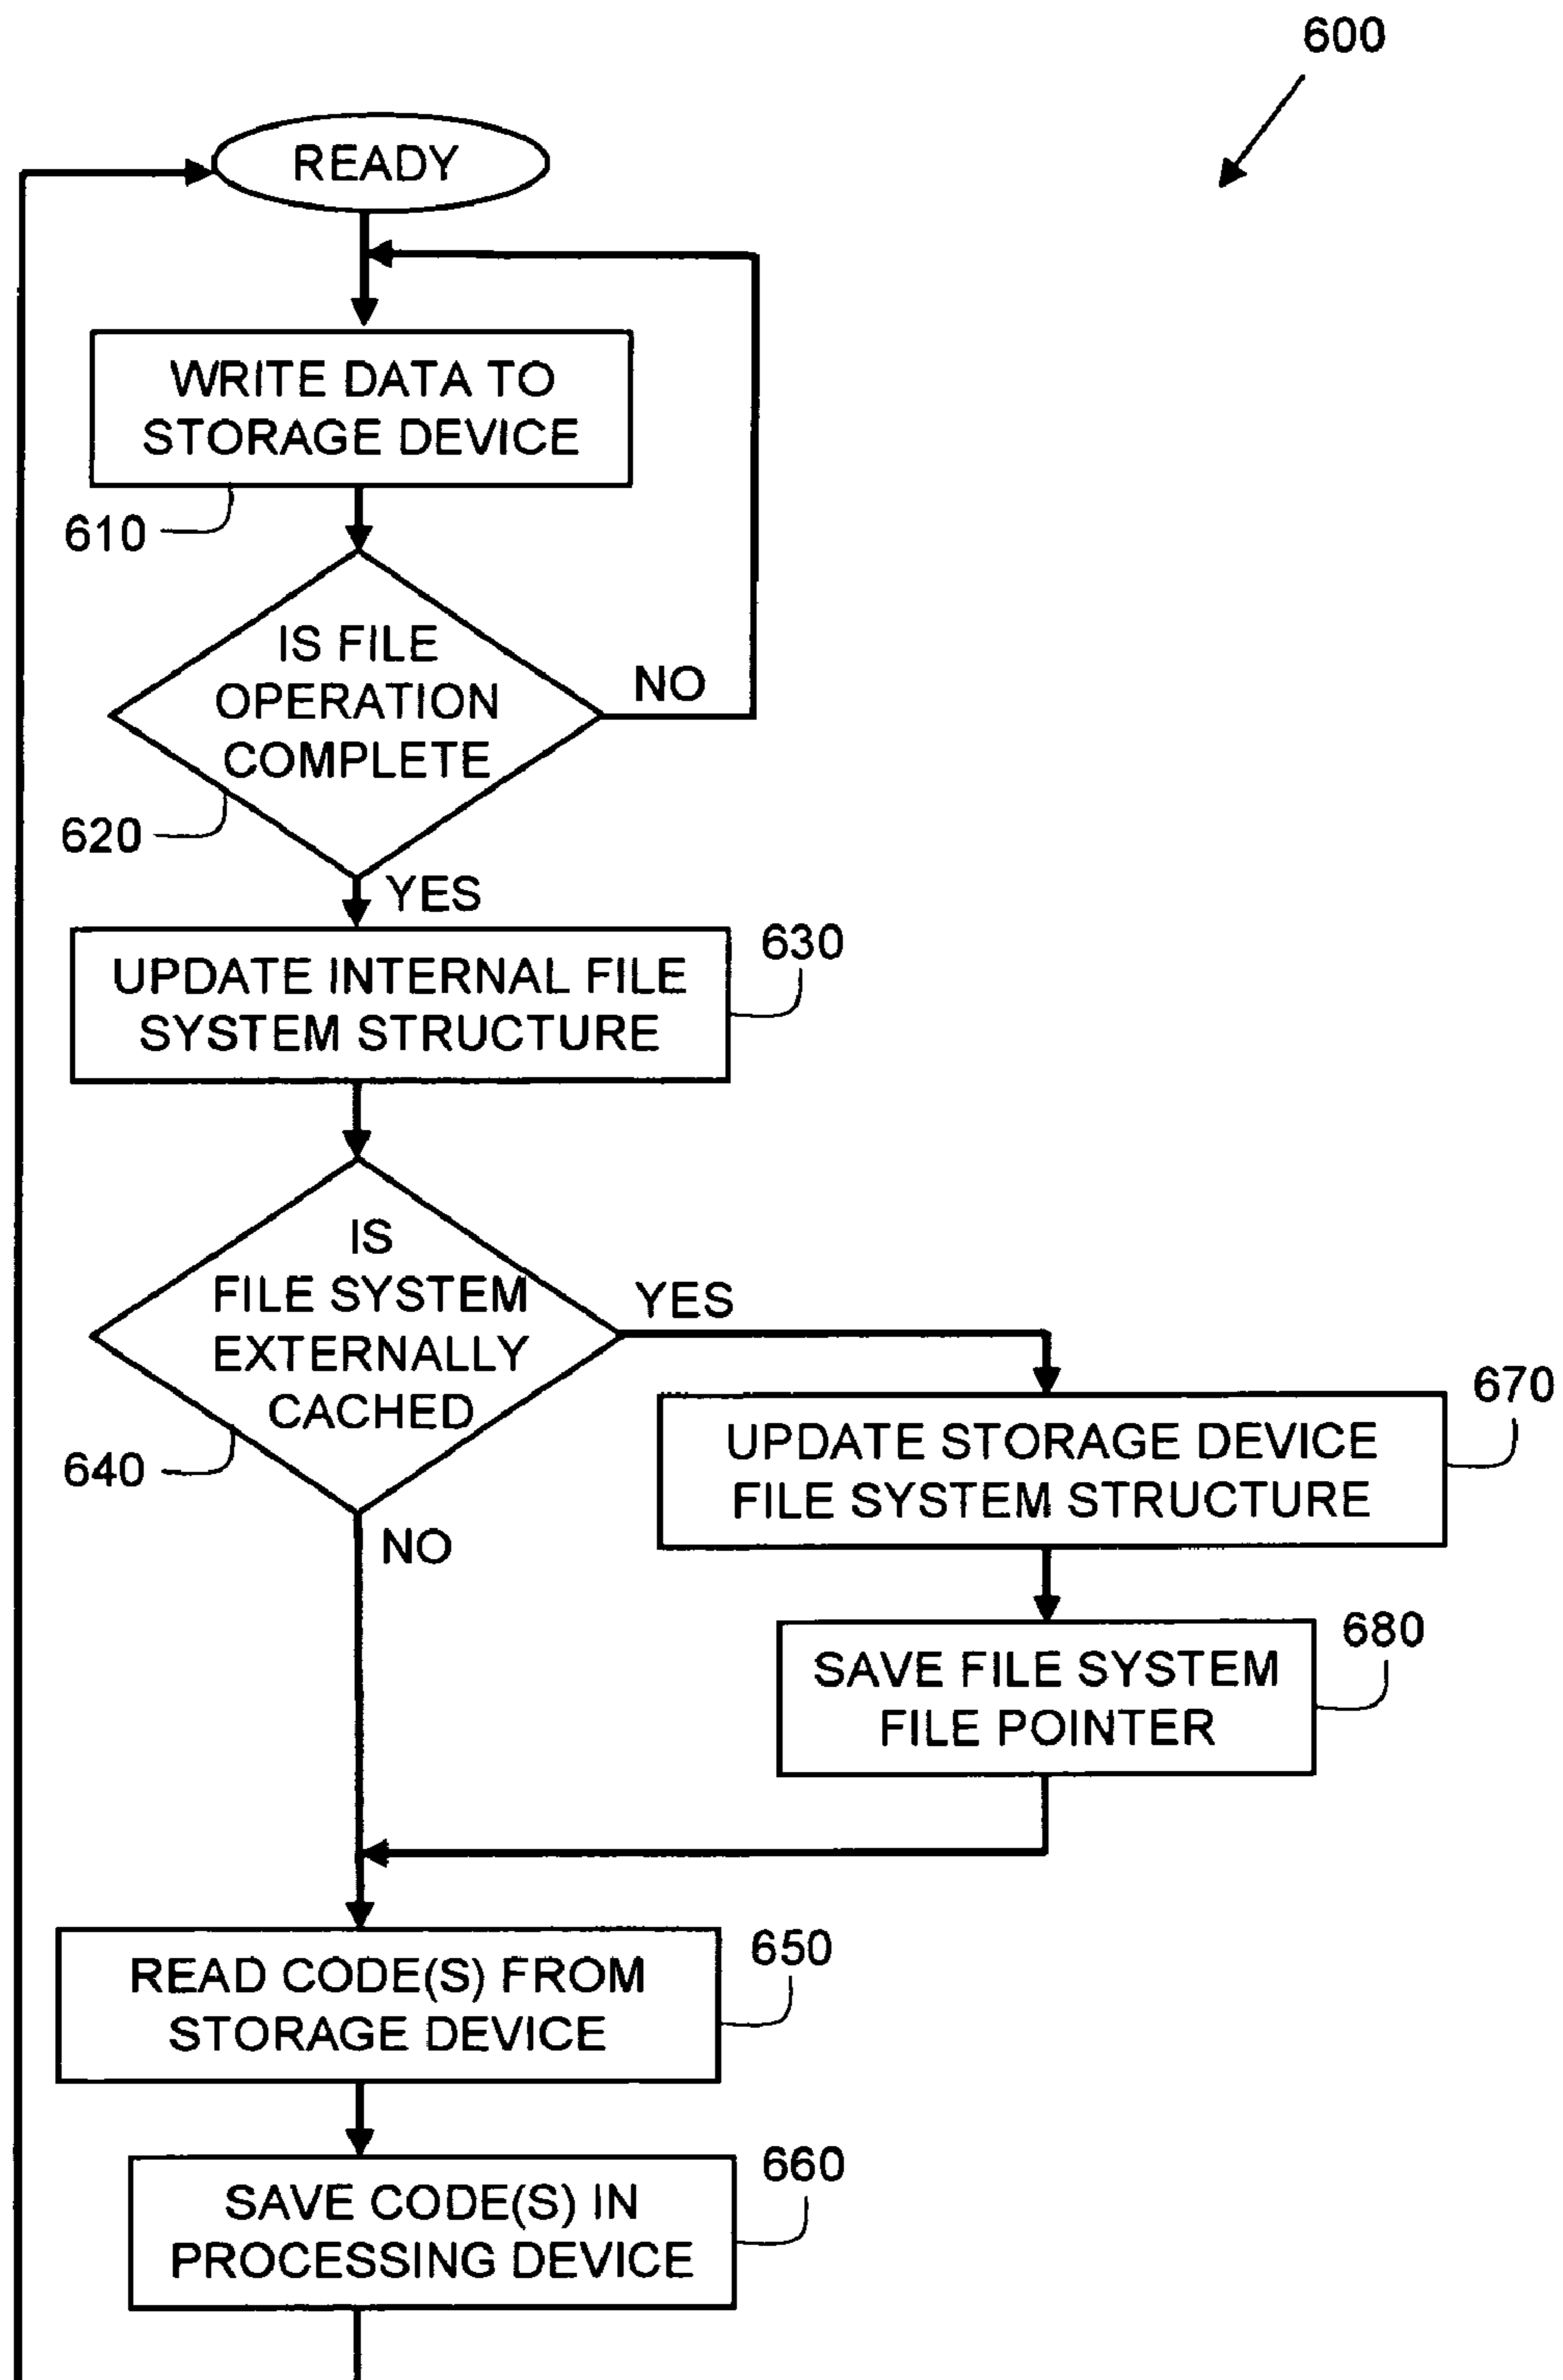 600
READY
WRITE DATA TO
STORAGE DEVICE
610
IS FILE
OPERATION
COMPLETE
NO
620
YES
630
UPDATE INTERNAL FILE
SYSTEM STRUCTURE
IS
FILE SYSTEM
EXTERNALLY
CACHED
YES
640
NO
670
UPDATE STORAGE DEVICE
FILE SYSTEM STRUCTURE
680
SAVE FILE SYSTEM
FILE POINTER
650
READ CODE(S) FROM
STORAGE DEVICE
660
SAVE CODE(S) IN
PROCESSING DEVICE